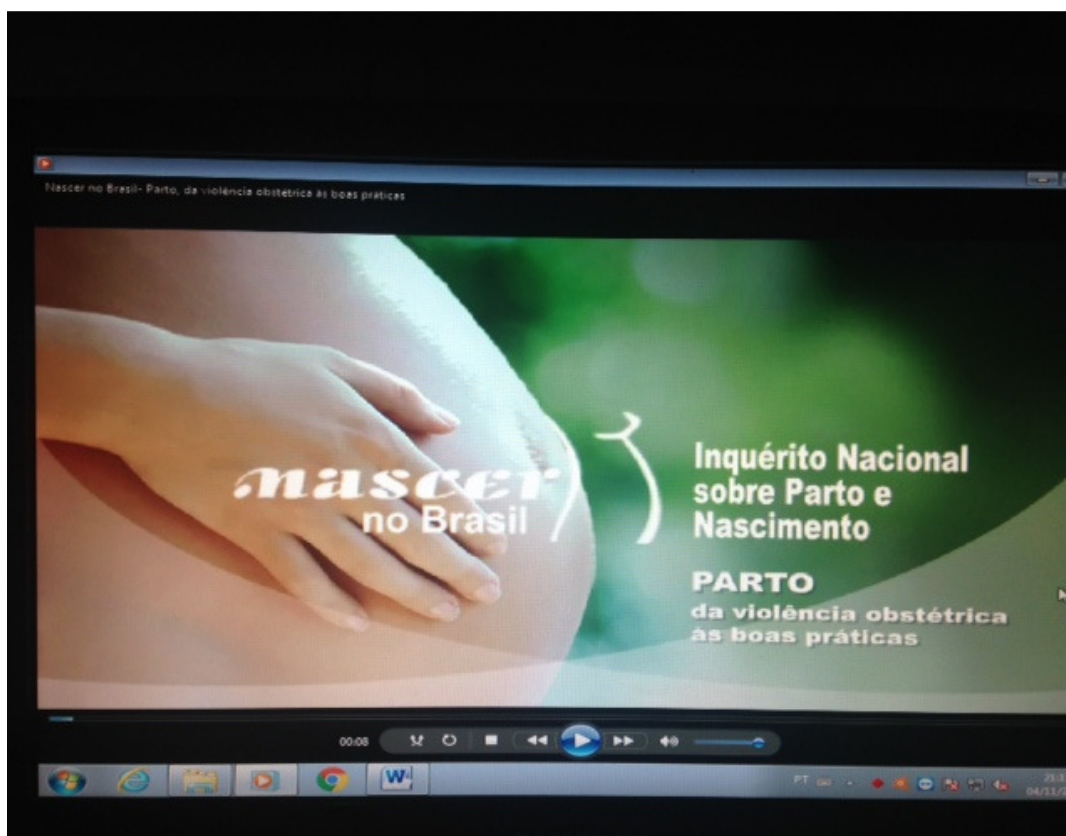 Nascer no Brasil- Parto, da violência obstétrica às boas práticas
nascer
no Brasil
Inquérito Nacional
sobre Parto e
Nascimento
PARTO
da violência obstétrica
às boas práticas
00:08
W
PT